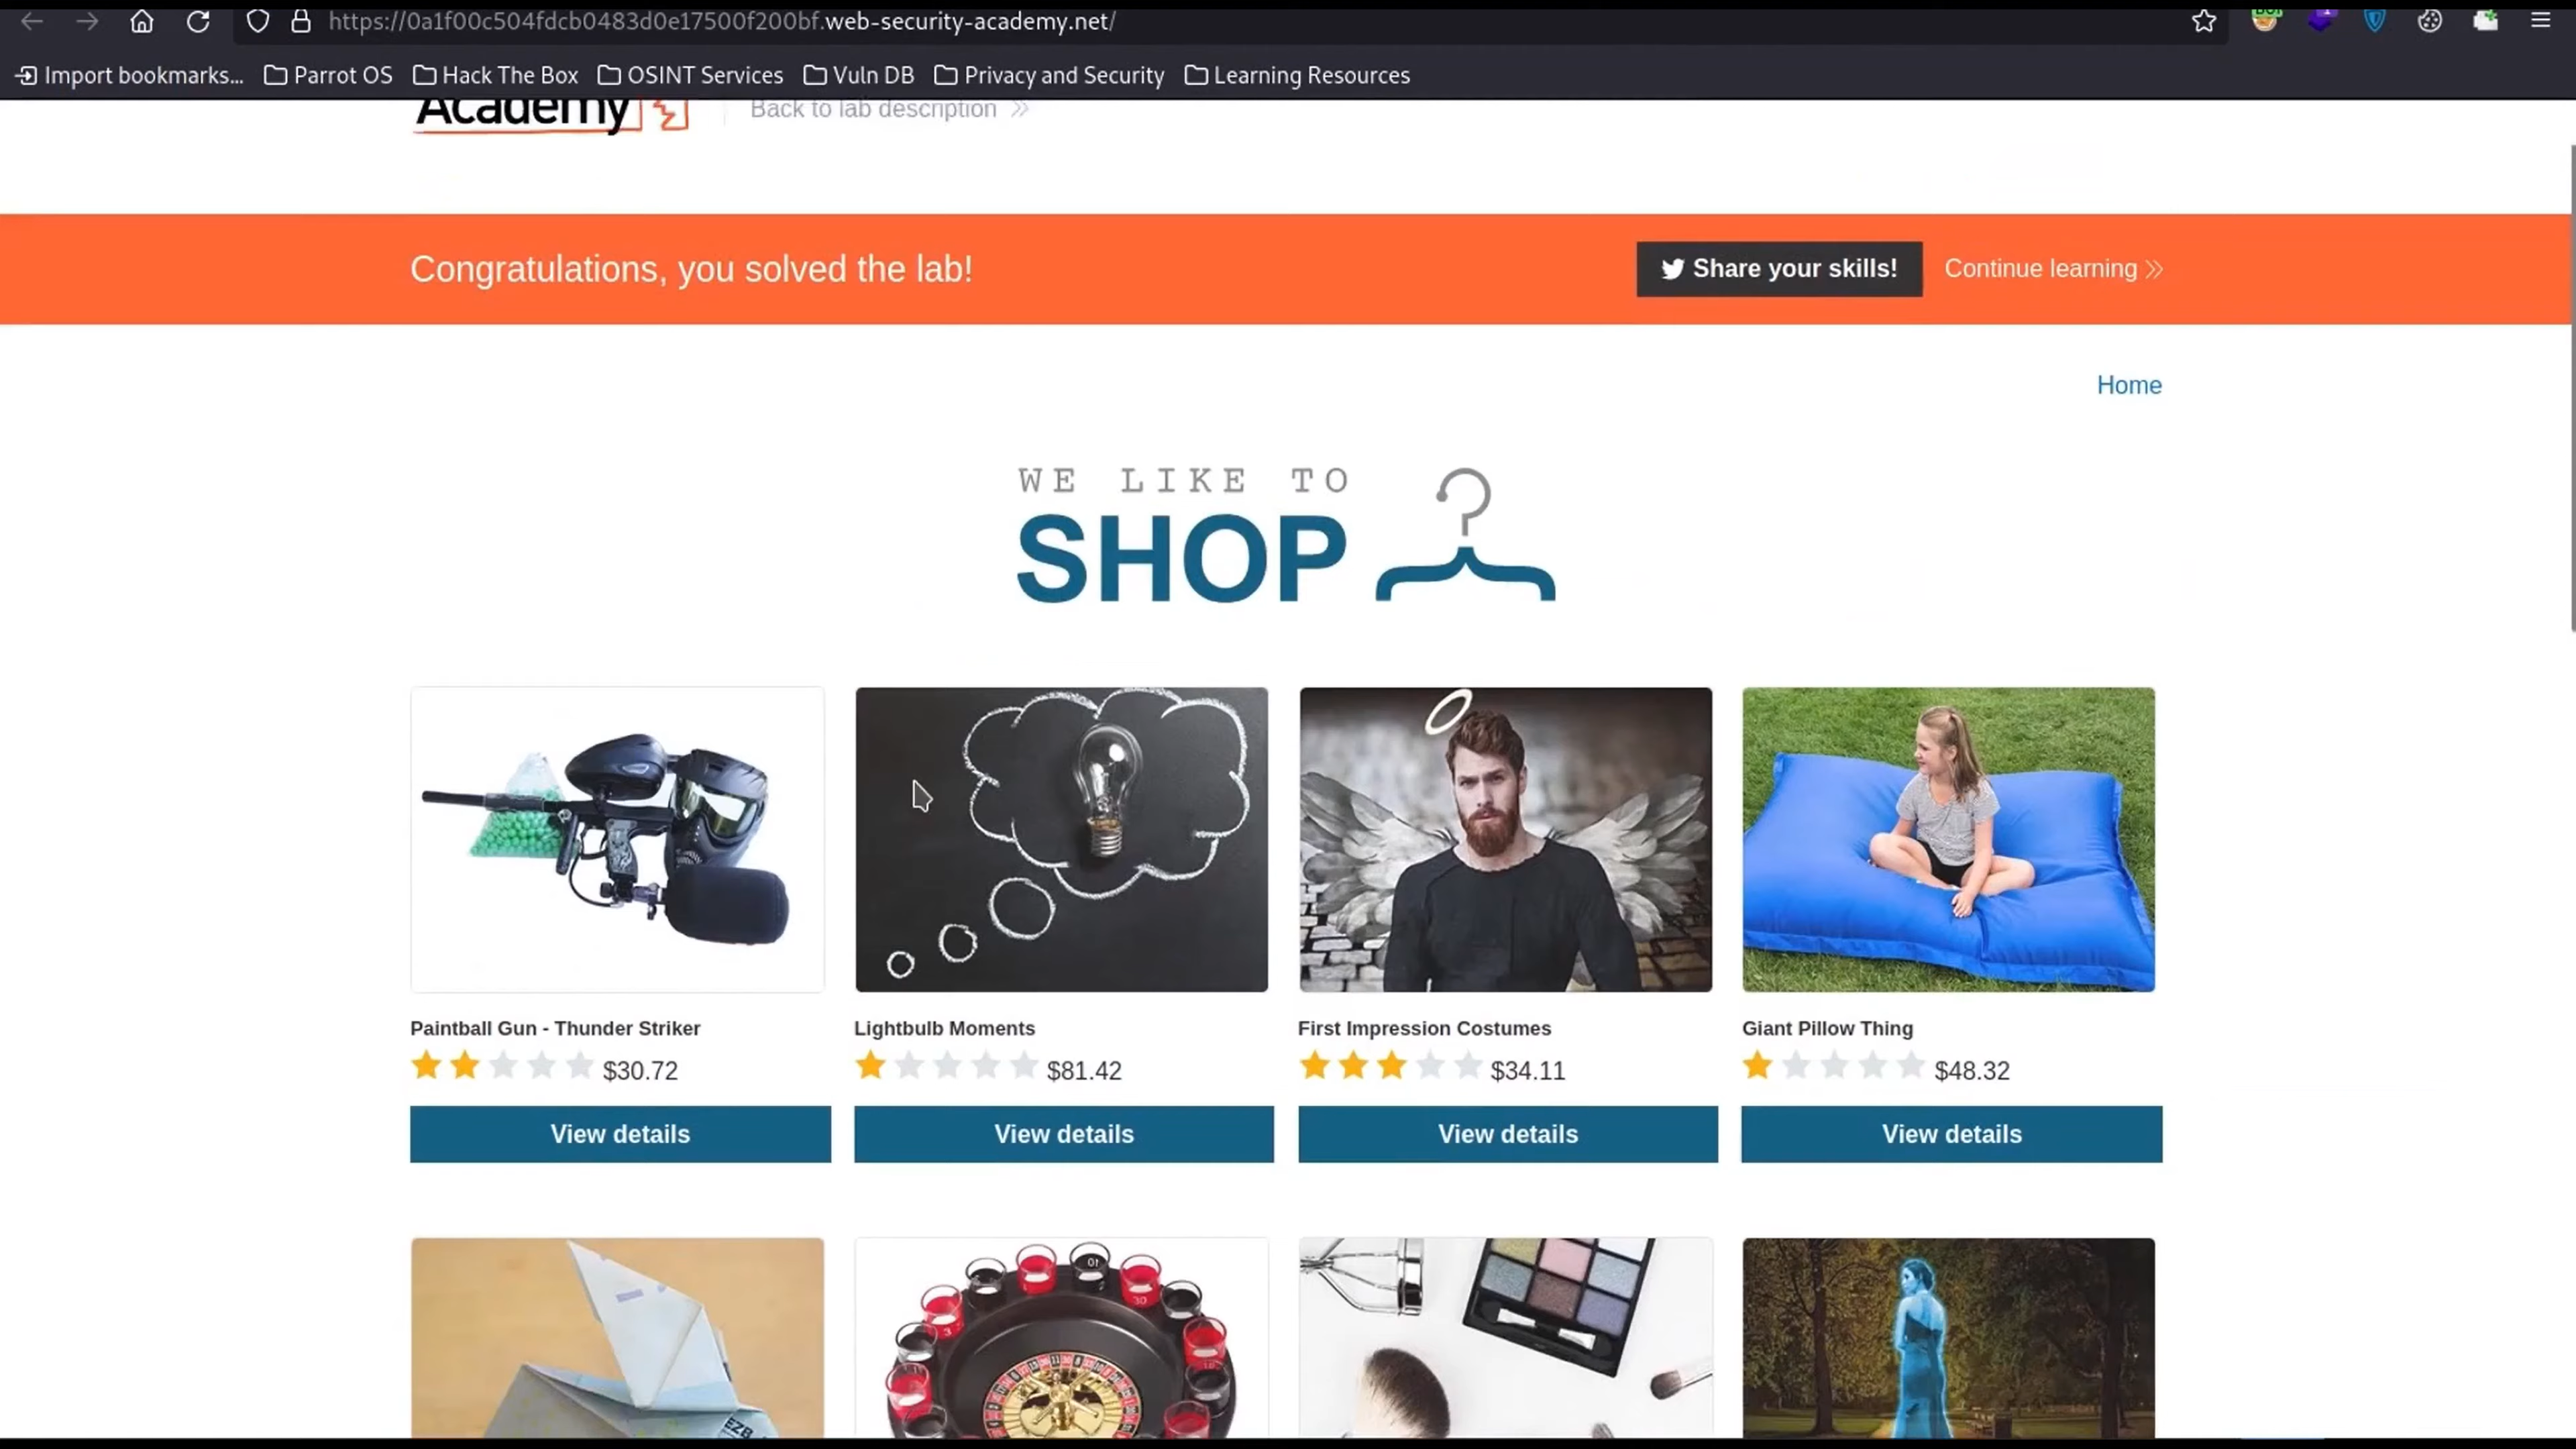 https://0a1f00c504fdcb0483d0e17500f200bf.web-security-academy.net/
Import bookmarks... Parrot OS Hack The Box OSINT Services Vuln DB Privacy and Security Learning Resources
Academy Back to lab description
Congratulations, you solved the lab! Share your skills! Continue learning
Home
WE LIKE TO
SHOP
Paintball Gun - Thunder Striker Lightbulb Moments First Impression Costumes Giant Pillow Thing
$30.72 $81.42 $34.11 $48.32
View details View details View details View details